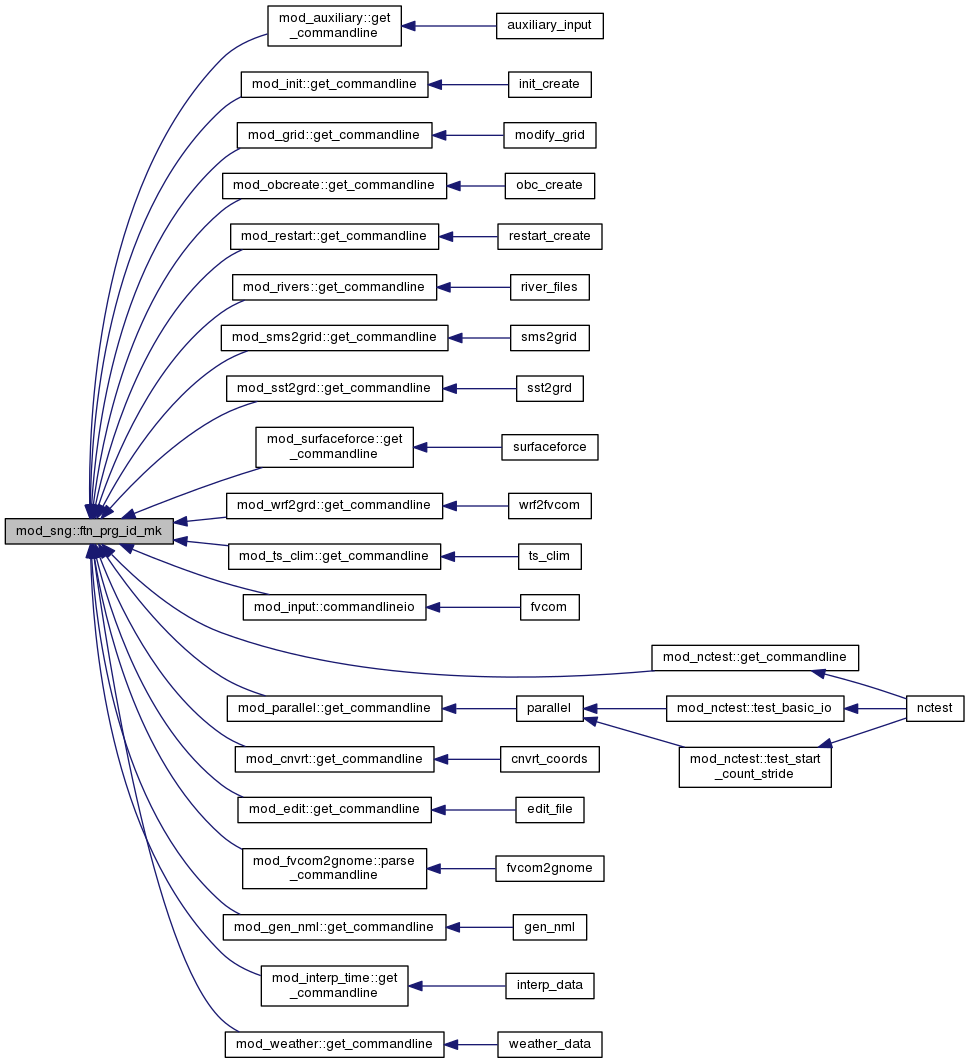 mod_auxiliary::get
_commandline
auxiliary_input
mod_init::get_commandline
init_create
mod_grid::get_commandline
modify_grid
mod_obcreate::get_commandline
obc_create
mod_restart::get_commandline
restart_create
mod_rivers::get_commandline
river_files
mod_sms2grid::get_commandline
sms2grid
mod_sst2grd::get_commandline
sst2grd
mod_surfaceforce::get
_commandline
surfaceforce
mod_wrf2grd::get_commandline
wrf2fvcom
mod_sng::ftn_prg_id_mk
mod_ts_clim::get_commandline
ts_clim
mod_input::commandlineio
fvcom
mod_nctest::get_commandline
mod_parallel::get_commandline
parallel
mod_nctest::test_basic_io
nctest
mod_cnvrt::get_commandline
cnvrt_coords
mod_nctest::test_start
_count_stride
mod_edit::get_commandline
edit_file
mod_fvcom2gnome::parse
_commandline
fvcom2gnome
mod_gen_nml::get_commandline
gen_nml
mod_interp_time::get
_commandline
interp_data
mod_weather::get_commandline
weather_data